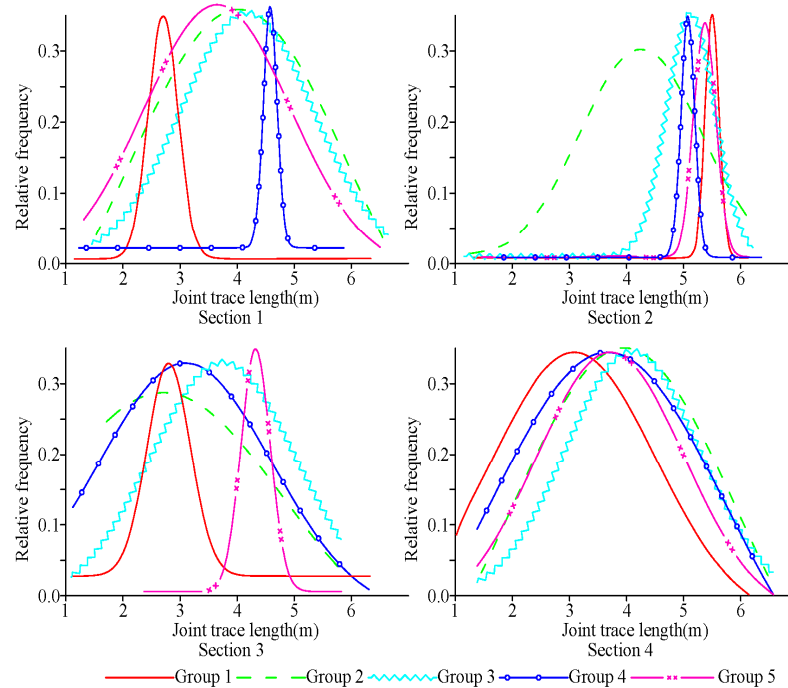 Relative frequency
0.3
0.2
0.1
0.0
1 2 3 4 5 6
Joint trace length(m)
Section 1
Relative frequency
0.3
0.2
0.1
0.0
1 2 3 4 5 6
Joint trace length(m)
Section 2
Relative frequency
0.3
0.2
0.1
0.0
1 2 3 4 5 6
Joint trace length(m)
Section 3
Relative frequency
0.3
0.2
0.1
0.0
1 2 3 4 5 6
Joint trace length(m)
Section 4
Group 1 Group 2 Group 3 Group 4 Group 5